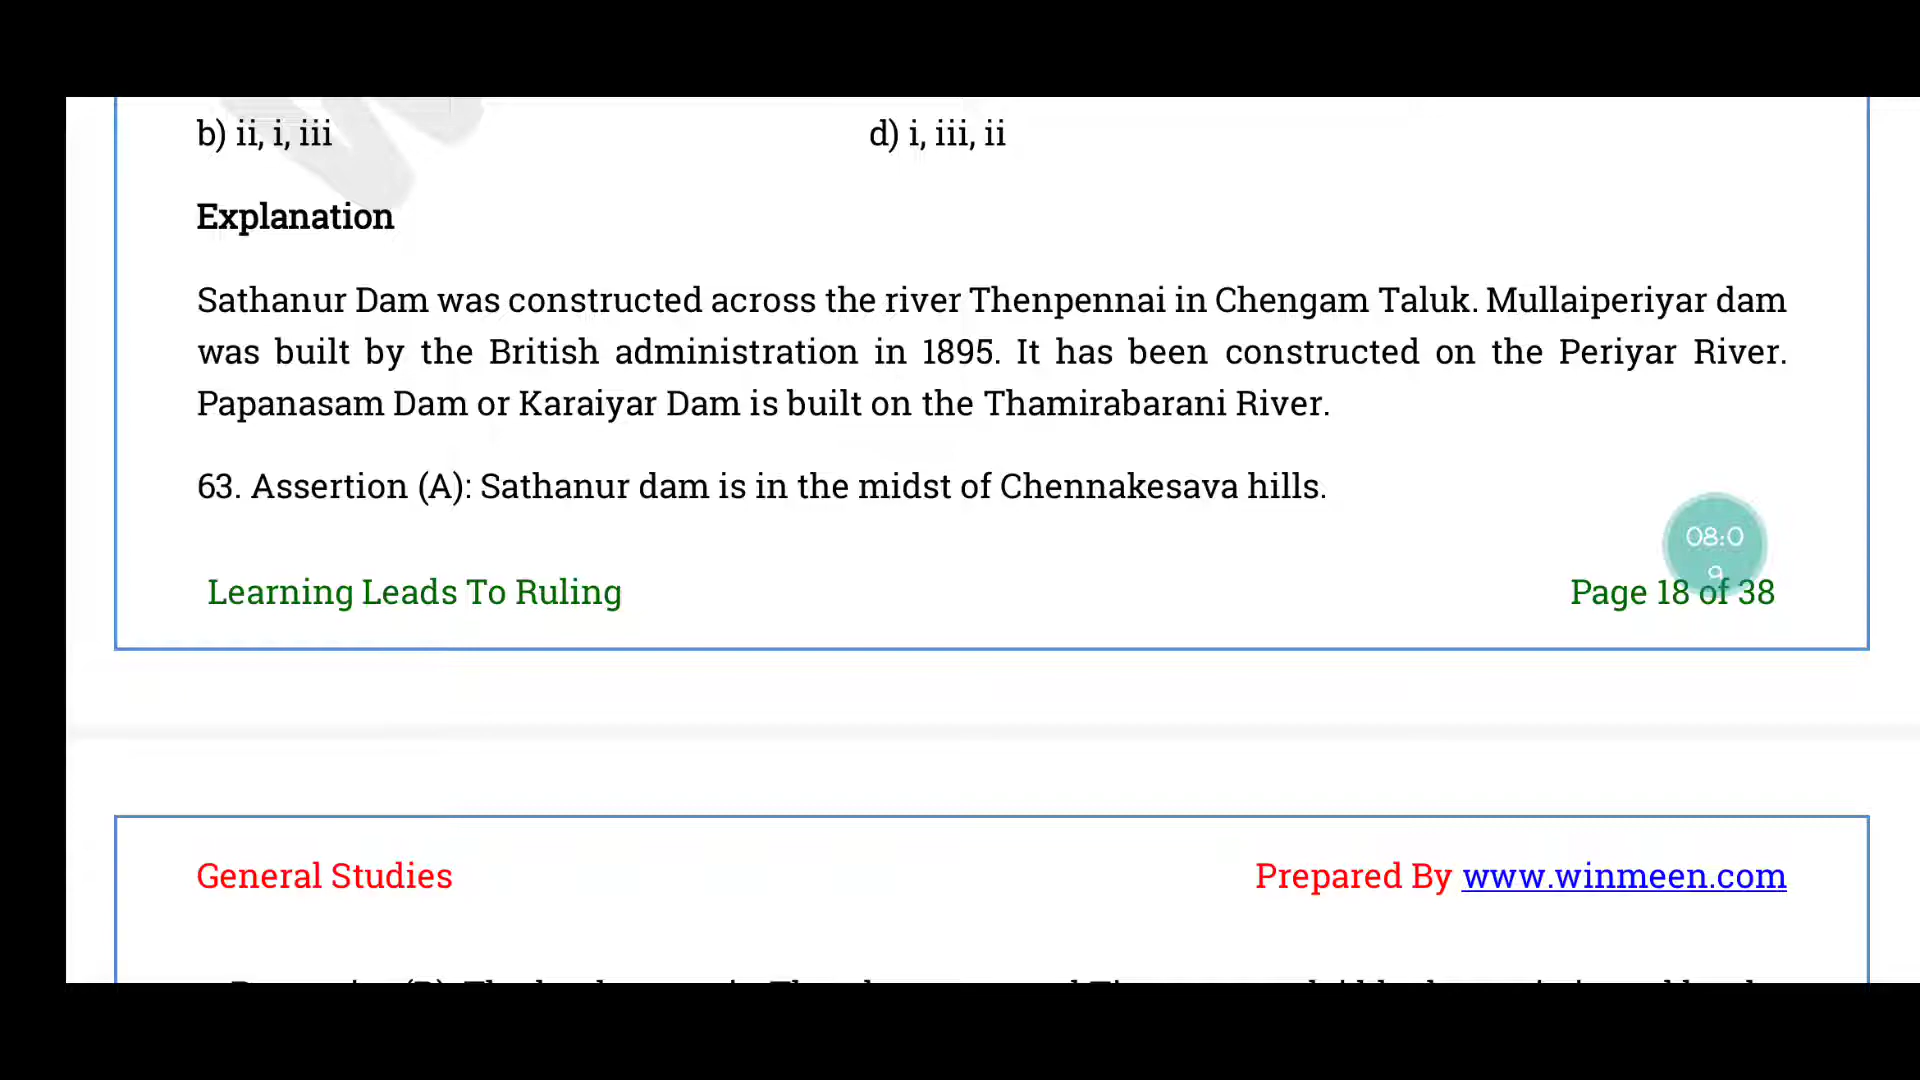 b) ii, i, iii
d) i, iii, ii
Explanation
Sathanur Dam was constructed across the river Thenpennai in Chengam Taluk. Mullaiperiyar dam
was built by the British administration in 1895. It has been constructed on the Periyar River.
Papanasam Dam or Karaiyar Dam is built on the Thamirabarani River.
63. Assertion (A): Sathanur dam is in the midst of Chennakesava hills.
08:0
9
Learning Leads To Ruling
Page 18 of 38
General Studies
Prepared By www.winmeen.com